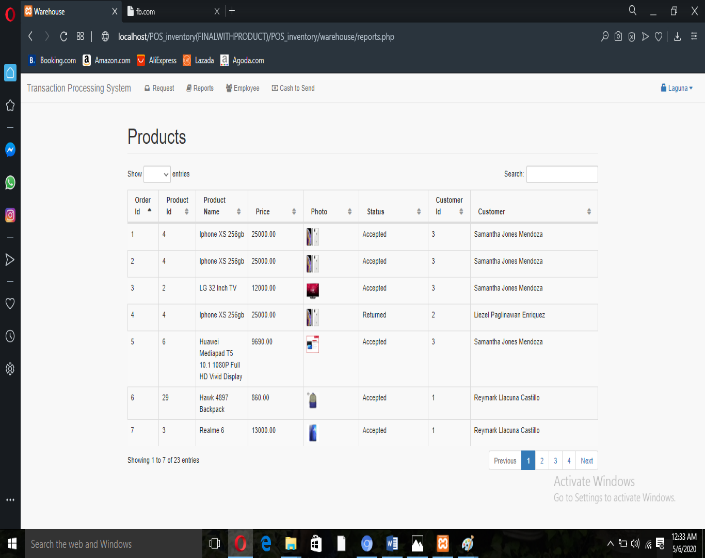 Warehouse
fb.com
localhost/POS_inventory(FINALWITHPRODUCT)/POS_inventory/warehouse/reports.php
Booking.com Amazon.com AliExpress Lazada Agoda.com
Transaction Processing System Request Reports Employee Cash to Send Laguna
Products
Show entries Search:
Order Id Product Id Product Name Price Photo Status Customer Id Customer
1 4 Iphone XS 256gb 25000.00 Accepted 3 Samantha Jones Mendoza
2 4 Iphone XS 256gb 25000.00 Accepted 3 Samantha Jones Mendoza
3 2 LG 32 Inch TV 12000.00 Accepted 3 Samantha Jones Mendoza
4 4 Iphone XS 256gb 25000.00 Returned 2 Liezel Paglinawan Enriquez
5 6 Huawei 9690.00 Accepted 3 Samantha Jones Mendoza
Mediapad T5
10.1 1080P Full
HD Vivid Display
6 29 Hawk 4897 860.00 Accepted 1 Reymark Llacuna Castillo
Backpack
7 3 Realme 6 13000.00 Accepted 1 Reymark Llacuna Castillo
Showing 1 to 7 of 23 entries Previous 1 2 3 4 Next
Activate Windows
Go to Settings to activate Windows.
Search the web and Windows
12:33 AM
5/6/2020